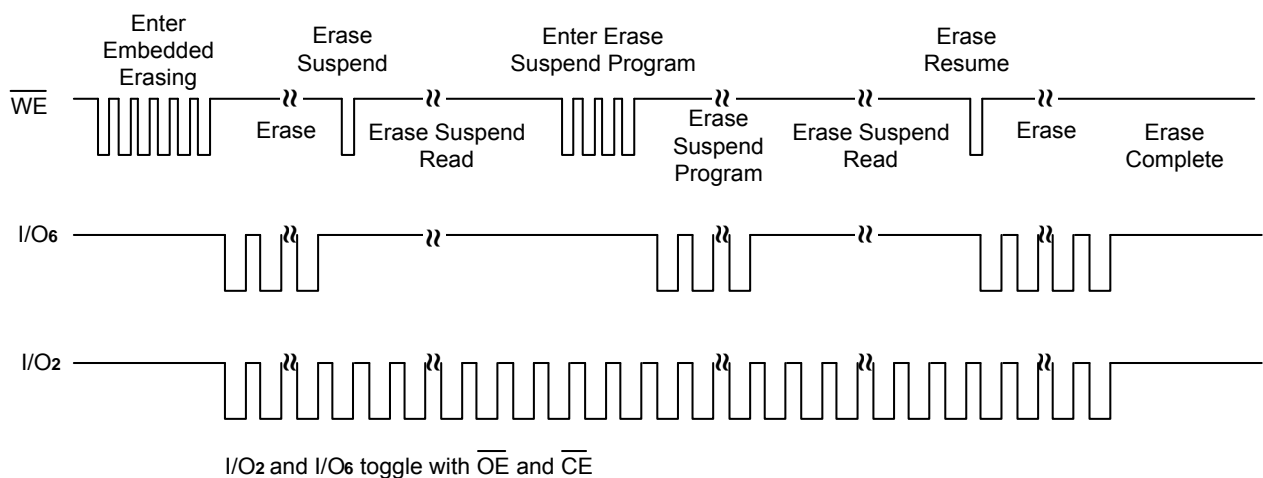 Enter
Embedded
Erasing
Erase
Suspend
Enter Erase
Suspend Program
Erase
Resume
WE
Erase
Erase Suspend
Read
Erase
Suspend
Program
Erase Suspend
Read
Erase
Erase
Complete
I/O6
I/O2
I/O2 and I/O6 toggle with OE and CE